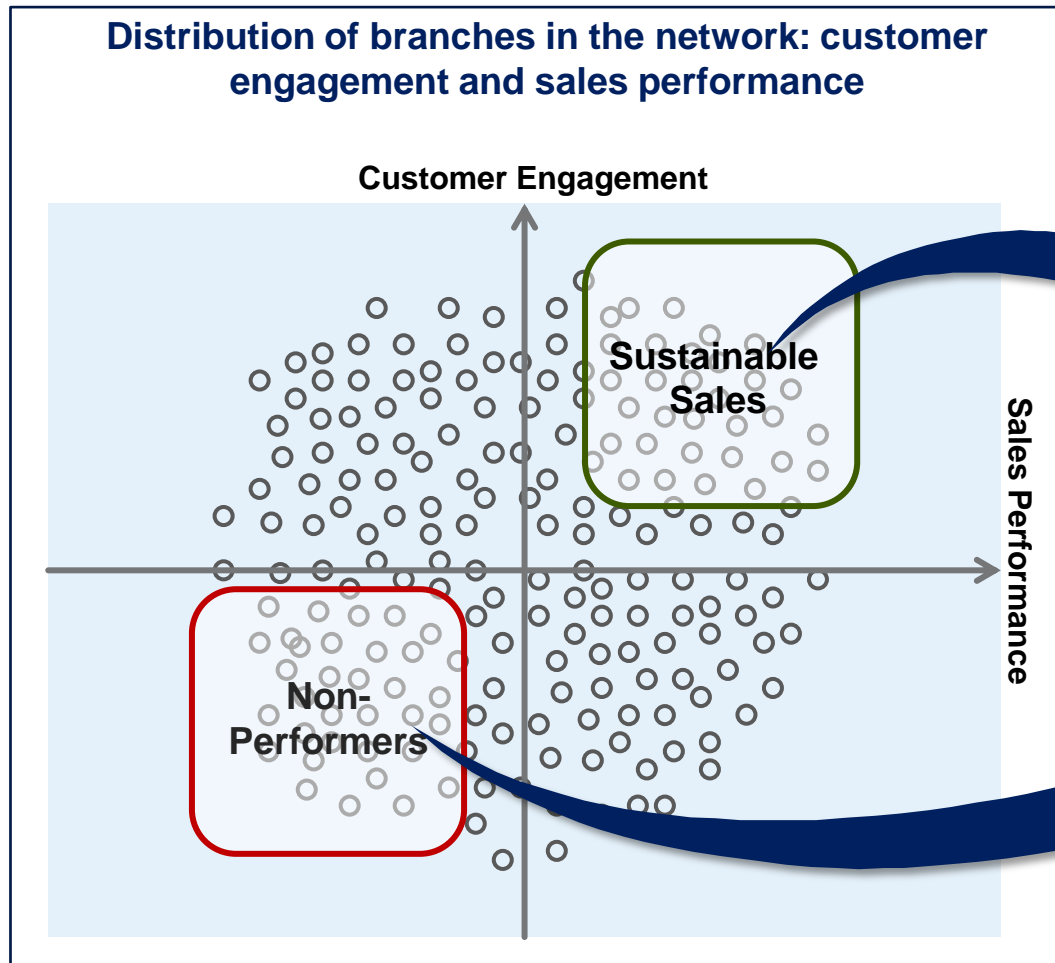 Distribution of branches in the network: customer
engagement and sales performance
Customer Engagement
Sustainable
Sales
Sales Performance
Non-
Performers